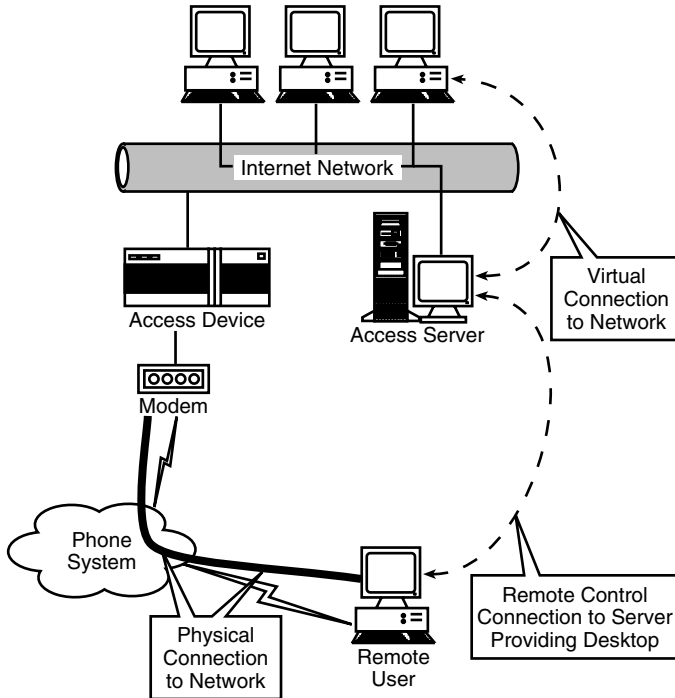 Internet Network
Access Device
Access Server
Virtual
Connection
to Network
Modem
Phone
System
Physical
Connection
to Network
Remote
User
Remote Control
Connection to Server
Providing Desktop